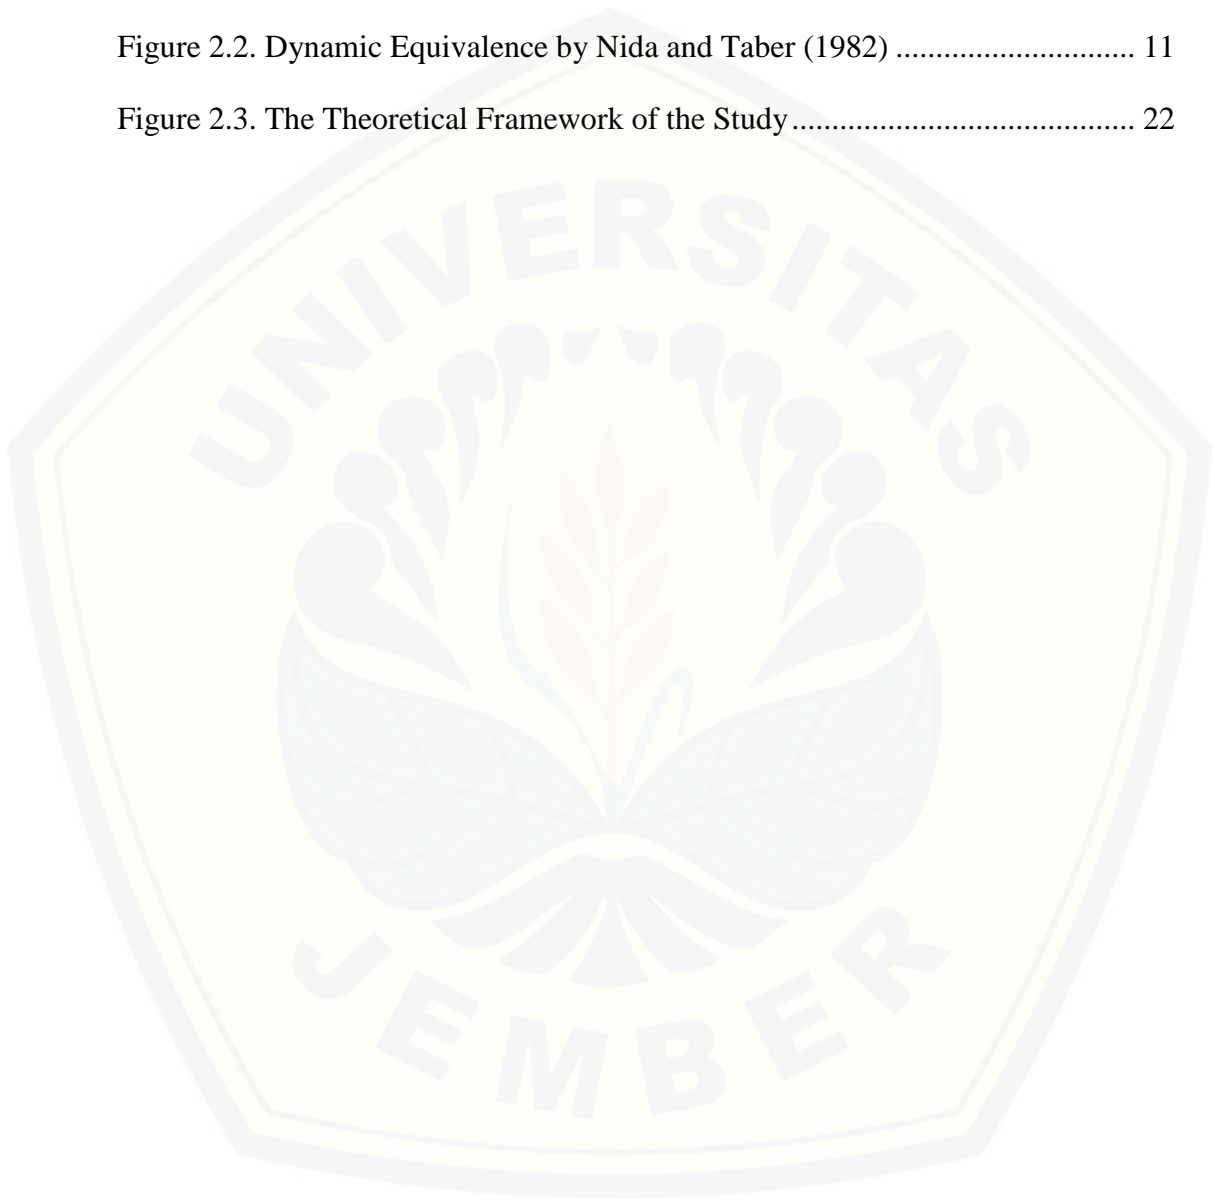 Figure 2.2. Dynamic Equivalence by Nida and Taber (1982) .............................. 11
Figure 2.3. The Theoretical Framework of the Study........................................... 22
UNIVERSITAS
JEMBER